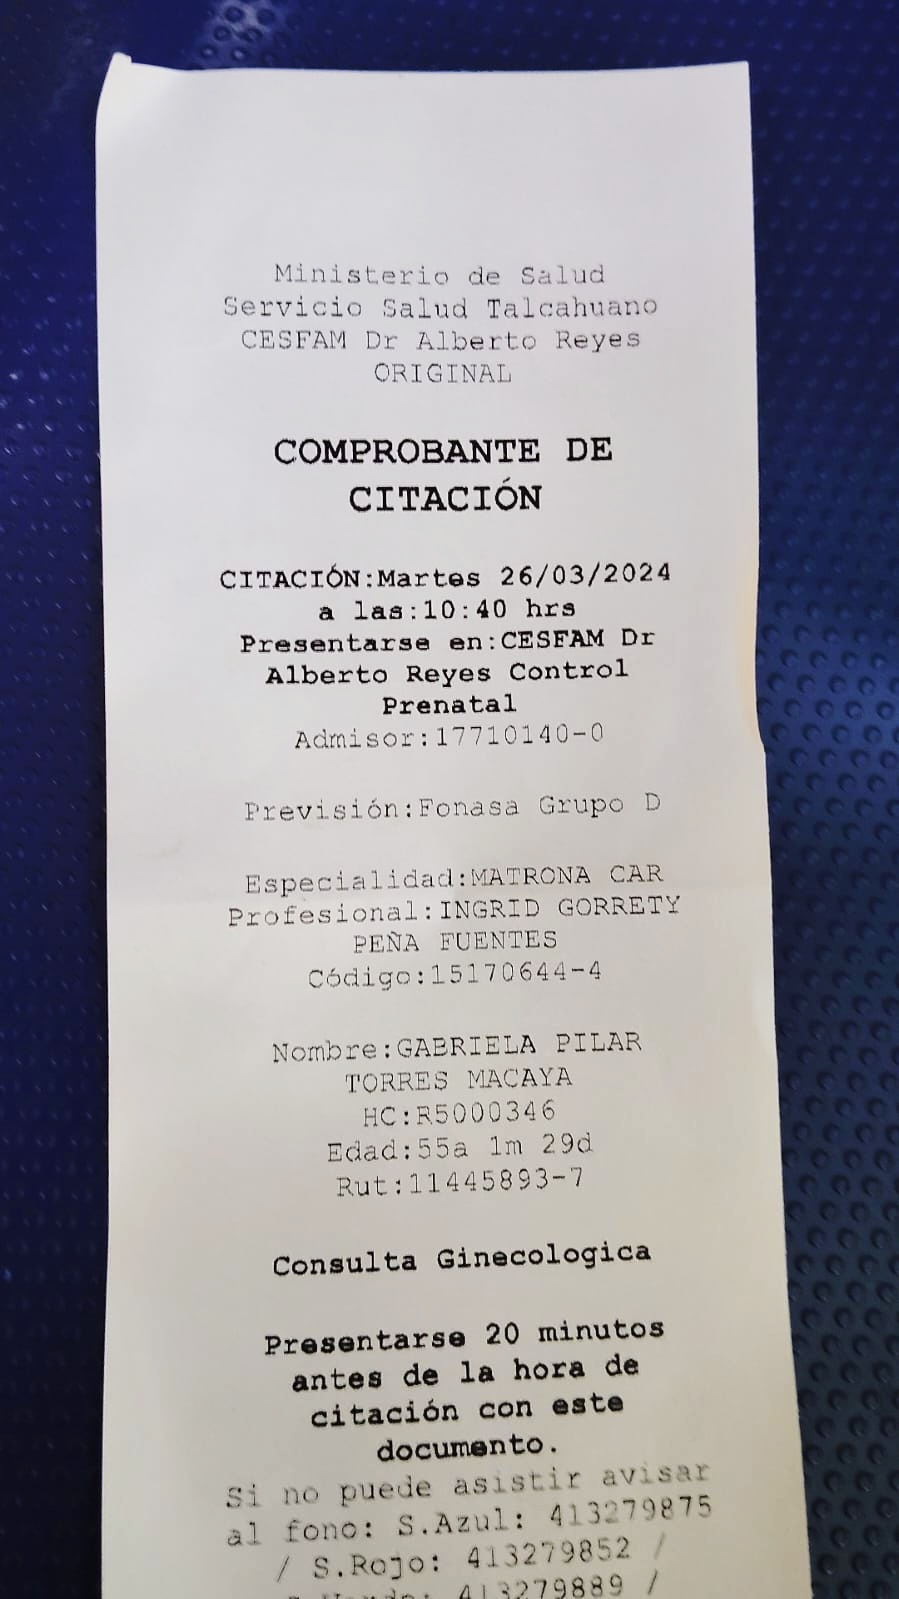 Ministerio de Salud
Servicio Salud Talcahuano
CESFAM Dr Alberto Reyes
ORIGINAL
COMPROBANTE DE
CITACIÓN
CITACIÓN:Martes 26/03/2024
a las:10:40 hrs
Presentarse en:CESFAM Dr
Alberto Reyes Control
Prenatal
Admisor:17710140-0
Previsión:Fonasa Grupo D
Especialidad:MATRONA CAR
Profesional:INGRID GORRETY
PEÑA FUENTES
Código:15170644-4
Nombre:GABRIELA PILAR
TORRES MACAYA
HC:R5000346
Edad:55a 1m 29d
Rut:11445893-7
Consulta Ginecologica
Presentarse 20 minutos
antes de la hora de
citación con este
documento.
Si no puede asistir avisar
al fono: S.Azul: 413279875
/ S.Rojo: 413279852 /
413279889 /